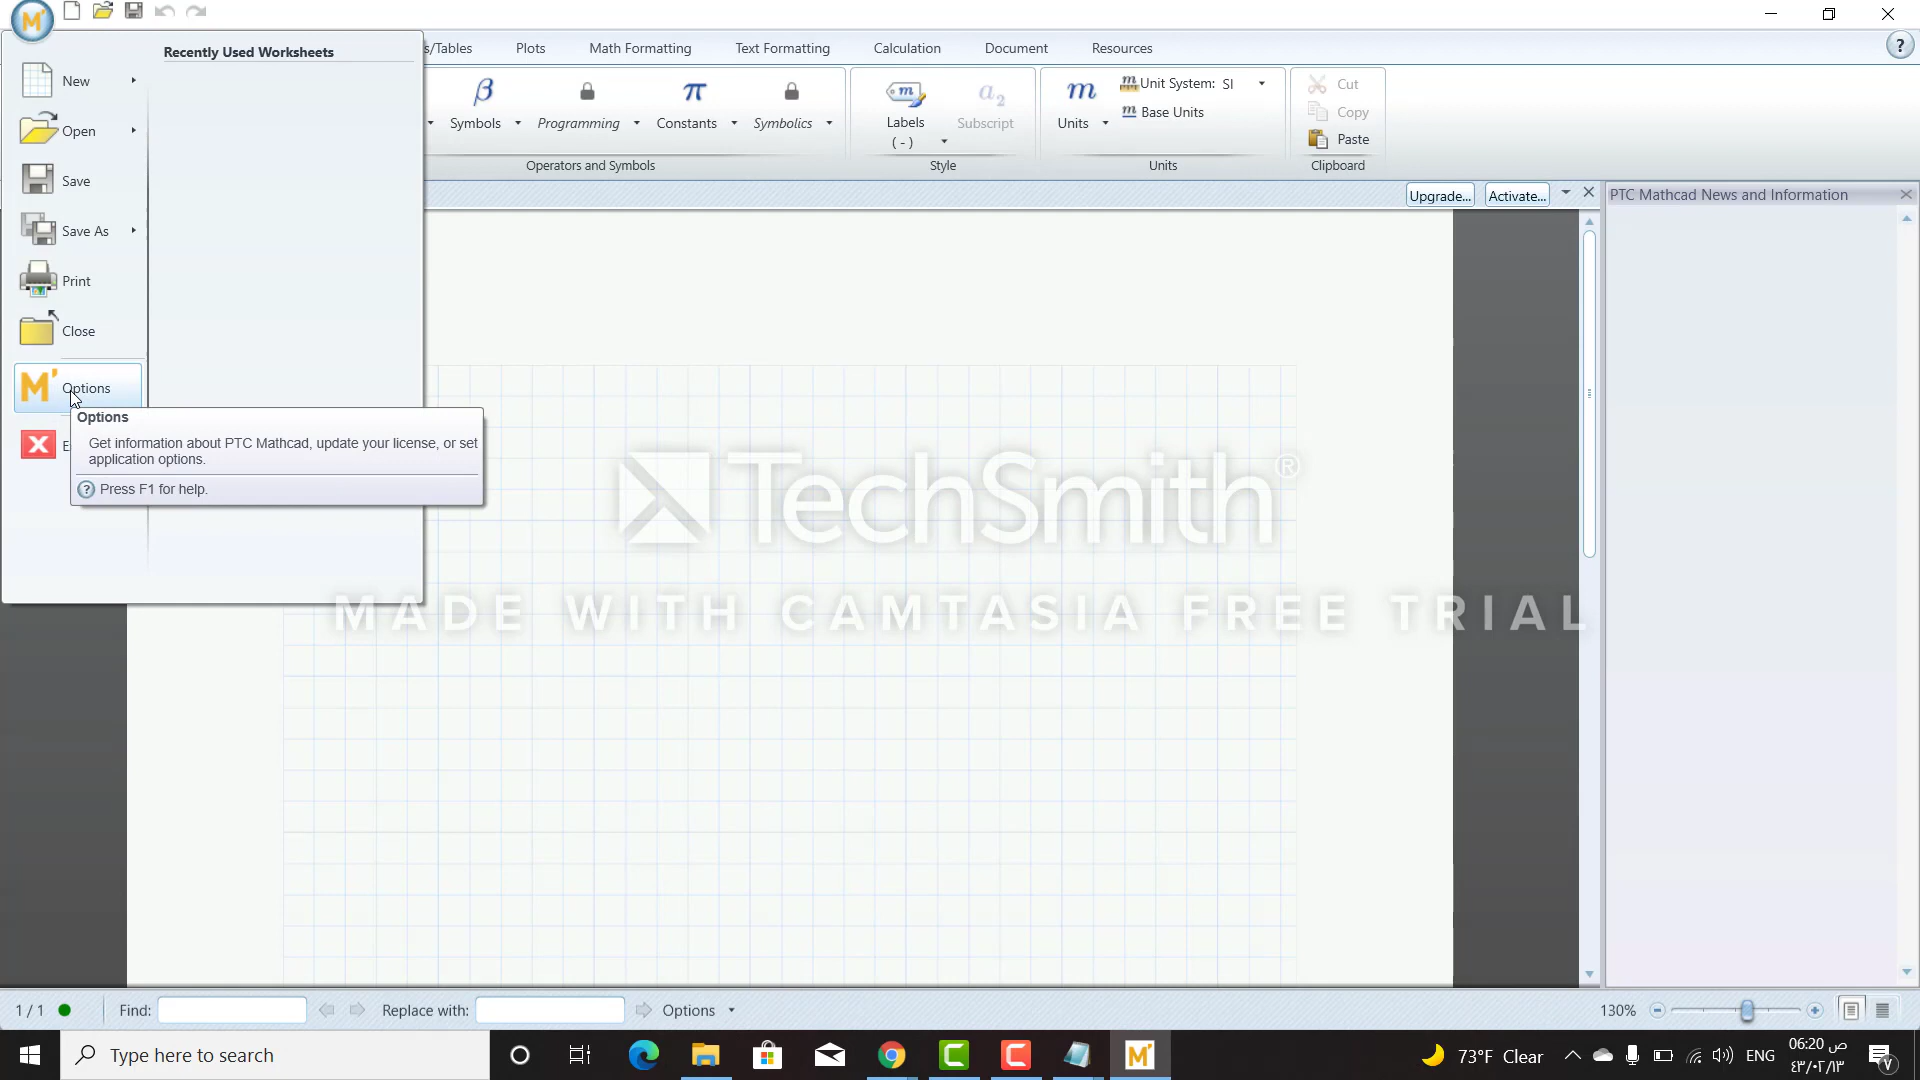 M'
Recently Used Worksheets
s/Tables
Plots
Math Formatting
Text Formatting
Calculation
Document
Resources
?
New
Open
Save
Save As
Print
Close
M' Options
E
Options
Get information about PTC Mathcad, update your license, or set
application options.
? Press F1 for help.
β
Symbols
Programming
π
Constants
Symbolics
Operators and Symbols
m
Labels
( - )
a2
Subscript
Style
m
Units
m Unit System: SI
m Base Units
Units
Cut
Copy
Paste
Clipboard
Upgrade...
Activate...
PTC Mathcad News and Information
TechSmith®
MADE WITH CAMTASIA FREE TRIAL
1 / 1
Find:
Replace with:
Options
130%
Type here to search
M'
73°F Clear
ENG
06:20 ص
٤٣/٠٢/١٣